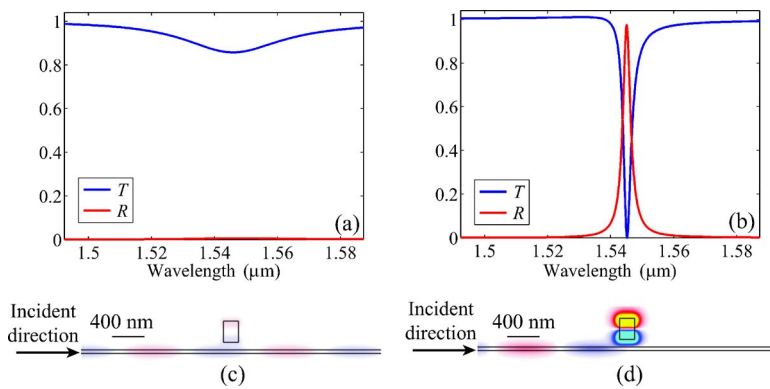 1
0.8
0.6
0.4
0.2
0
T
R
(a)
1.5 1.52 1.54 1.56 1.58
Wavelength (μm)
1
0.8
0.6
0.4
0.2
0
T
R
(b)
1.5 1.52 1.54 1.56 1.58
Wavelength (μm)
Incident
direction
400 nm
(c)
Incident
direction
400 nm
(d)